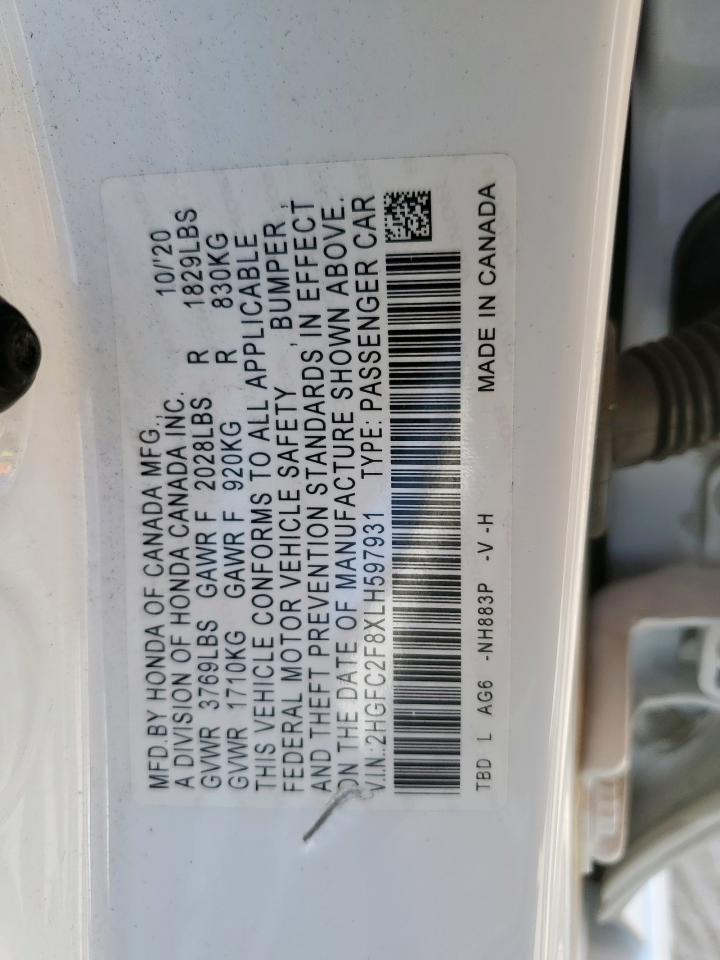 MFD.BY HONDA OF CANADA MFG., 10/'20
A DIVISION OF HONDA CANADA INC.
GVWR 3769LBS GAWR F 2028LBS R 1829LBS
GVWR 1710KG GAWR F 920KG R 830KG
THIS VEHICLE CONFORMS TO ALL APPLICABLE
FEDERAL MOTOR VEHICLE SAFETY , BUMPER ,
AND THEFT PREVENTION STANDARDS IN EFFECT
ON THE DATE OF MANUFACTURE SHOWN ABOVE.
V.I.N.:2HGFC2F8XLH597931 TYPE: PASSENGER CAR
TBD L AG6 -NH883P -V -H MADE IN CANADA